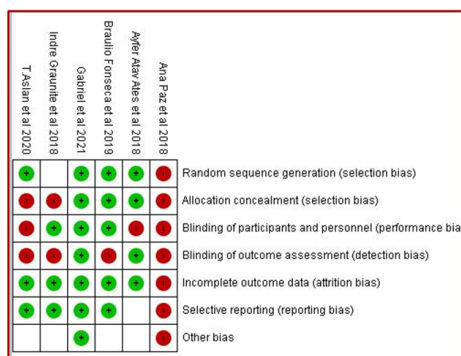 T.Aslan et al 2020
Indre Graunite et al 2018
Gabriel et al 2021
Braulio Fonseca et al 2019
Ayfer Atav Ates et al 2018
Ana Paz et al 2018
+ + + + - Random sequence generation (selection bias)
- - + + + - Allocation concealment (selection bias)
- + + + - - Blinding of participants and personnel (performance bia
- - + - + - Blinding of outcome assessment (detection bias)
+ + + + + - Incomplete outcome data (attrition bias)
+ + + + - Selective reporting (reporting bias)
+ - Other bias